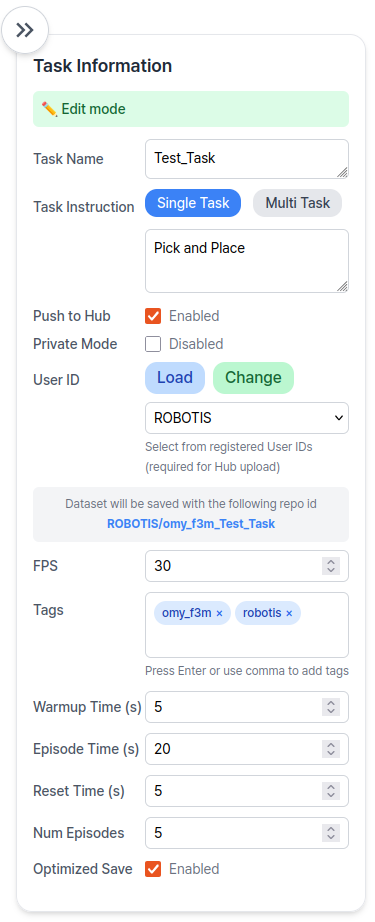 Task Information
✏️ Edit mode
Task Name Test_Task
Task Instruction Single Task Multi Task
Pick and Place
Push to Hub Enabled
Private Mode Disabled
User ID Load Change
ROBOTIS
Select from registered User IDs
(required for Hub upload)
Dataset will be saved with the following repo id
ROBOTIS/omy_f3m_Test_Task
FPS 30
Tags omy_f3m × robotis ×
Press Enter or use comma to add tags
Warmup Time (s) 5
Episode Time (s) 20
Reset Time (s) 5
Num Episodes 5
Optimized Save Enabled